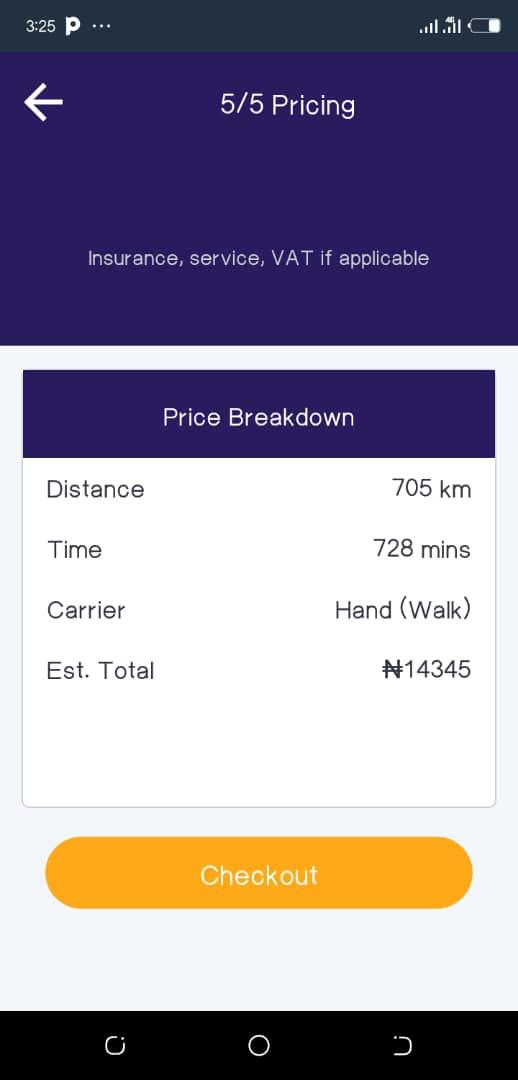 3:25 P ...
4G
5/5 Pricing
Insurance, service, VAT if applicable
Price Breakdown
Distance 705 km
Time 728 mins
Carrier Hand (Walk)
Est. Total ₦14345
Checkout